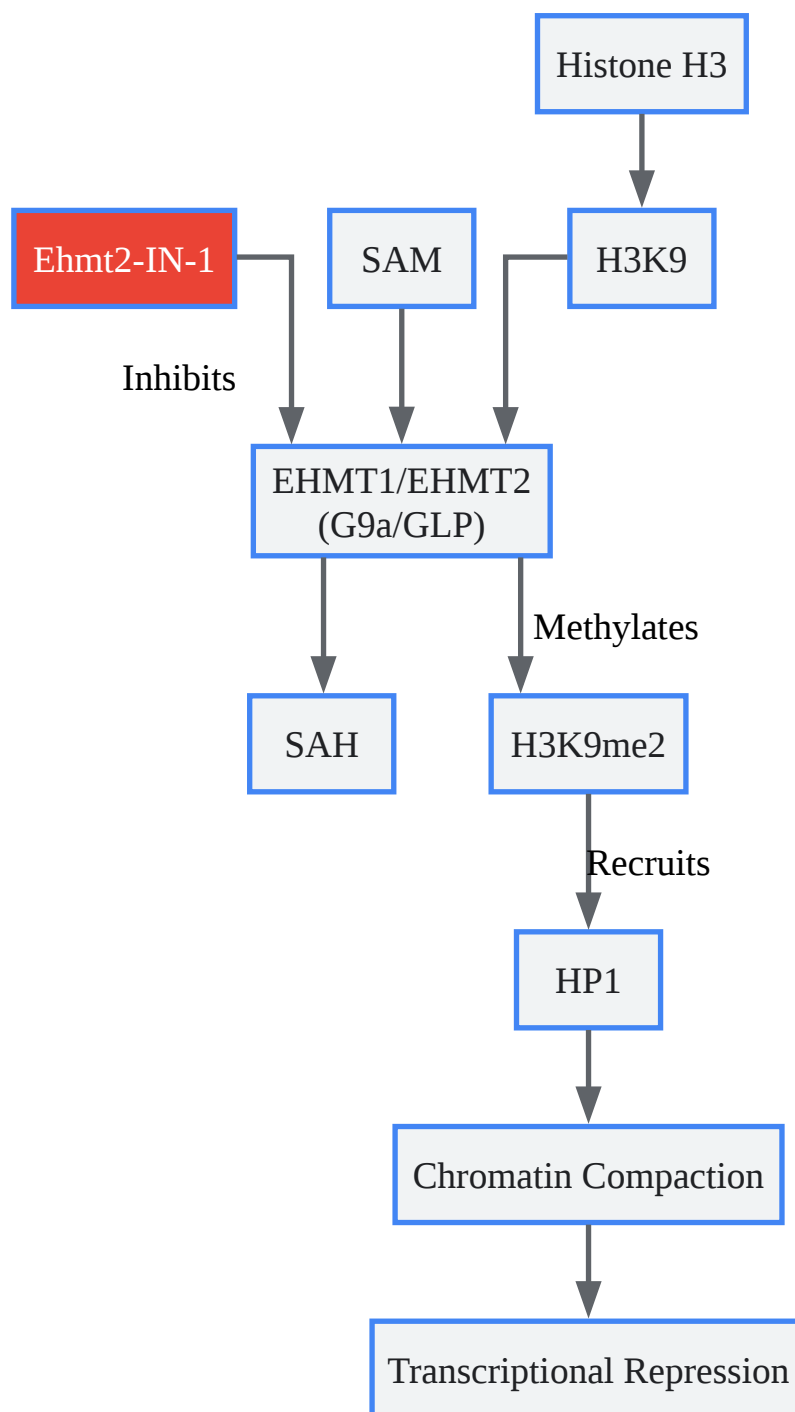 Histone H3
Ehmt2-IN-1
SAM
H3K9
Inhibits
EHMT1/EHMT2
(G9a/GLP)
Methylates
SAH
H3K9me2
Recruits
HP1
Chromatin Compaction
Transcriptional Repression